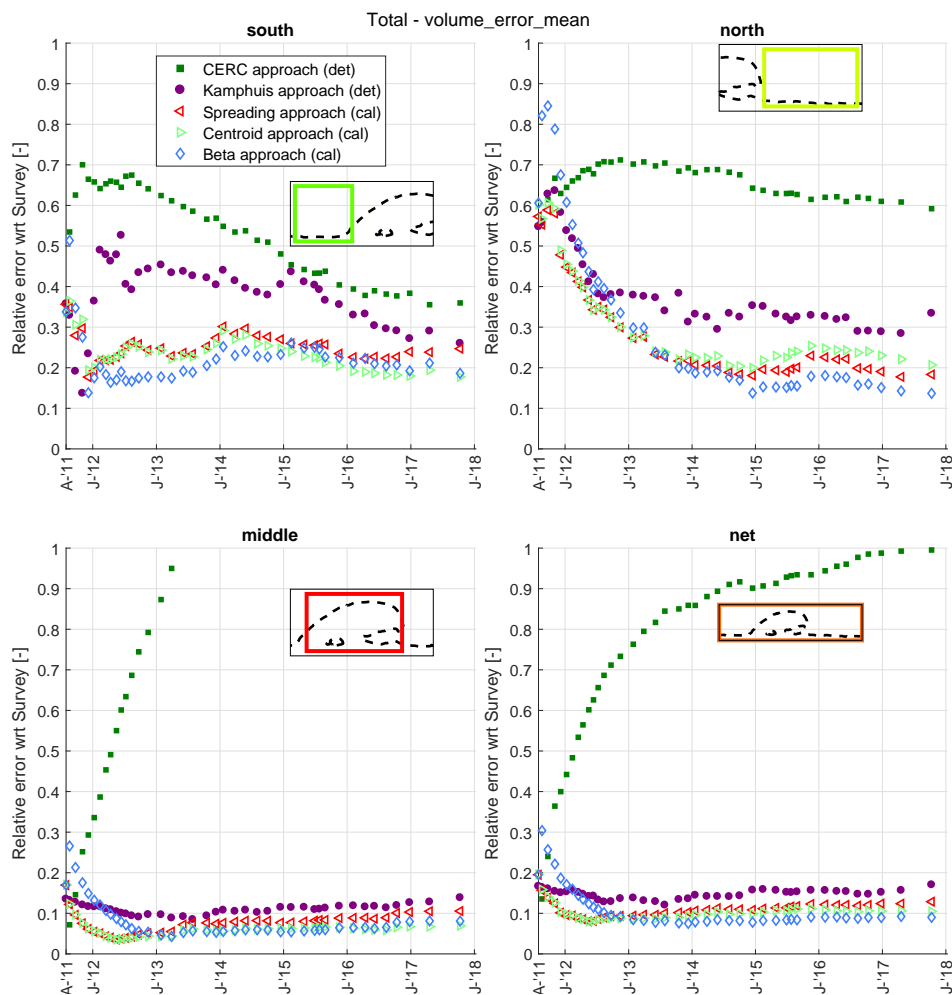 Total - volume_error_mean
south
Relative error wrt Survey [-]
1
0.9
0.8
0.7
0.6
0.5
0.4
0.3
0.2
0.1
0
CERC approach (det)
Kamphuis approach (det)
Spreading approach (cal)
Centroid approach (cal)
Beta approach (cal)
A-'11
J-'12
J-'13
J-'14
J-'15
J-'16
J-'17
J-'18
north
Relative error wrt Survey [-]
1
0.9
0.8
0.7
0.6
0.5
0.4
0.3
0.2
0.1
0
A-'11
J-'12
J-'13
J-'14
J-'15
J-'16
J-'17
J-'18
middle
Relative error wrt Survey [-]
1
0.9
0.8
0.7
0.6
0.5
0.4
0.3
0.2
0.1
0
A-'11
J-'12
J-'13
J-'14
J-'15
J-'16
J-'17
J-'18
net
Relative error wrt Survey [-]
1
0.9
0.8
0.7
0.6
0.5
0.4
0.3
0.2
0.1
0
A-'11
J-'12
J-'13
J-'14
J-'15
J-'16
J-'17
J-'18